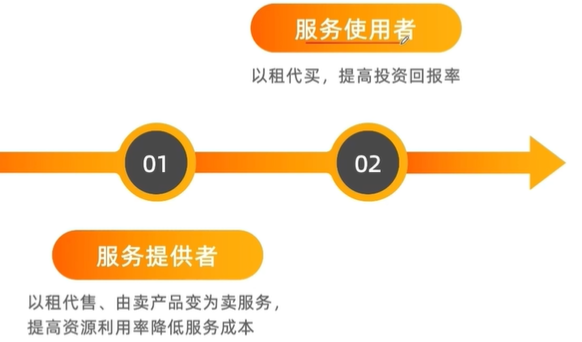 服务使用者
以租代买，提高投资回报率
01
02
服务提供者
以租代售、由卖产品变为卖服务，
提高资源利用率降低服务成本